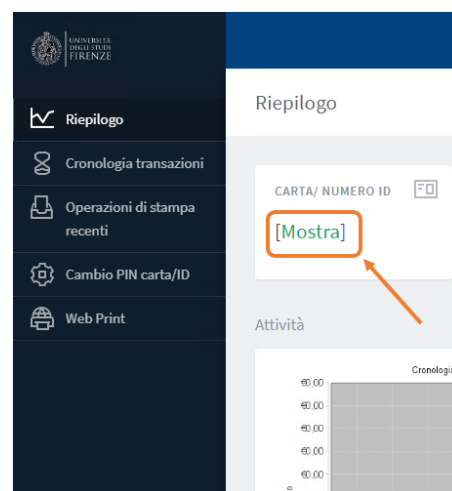 UNIVERSITÀ
DEGLI STUDI
FIRENZE
Riepilogo
Cronologia transazioni
Operazioni di stampa
recenti
Cambio PIN carta/ID
Web Print
Riepilogo
CARTA/ NUMERO ID
[Mostra]
Attività
Cronologia
€0,00
€0,00
€0,00
€0,00
€0,00